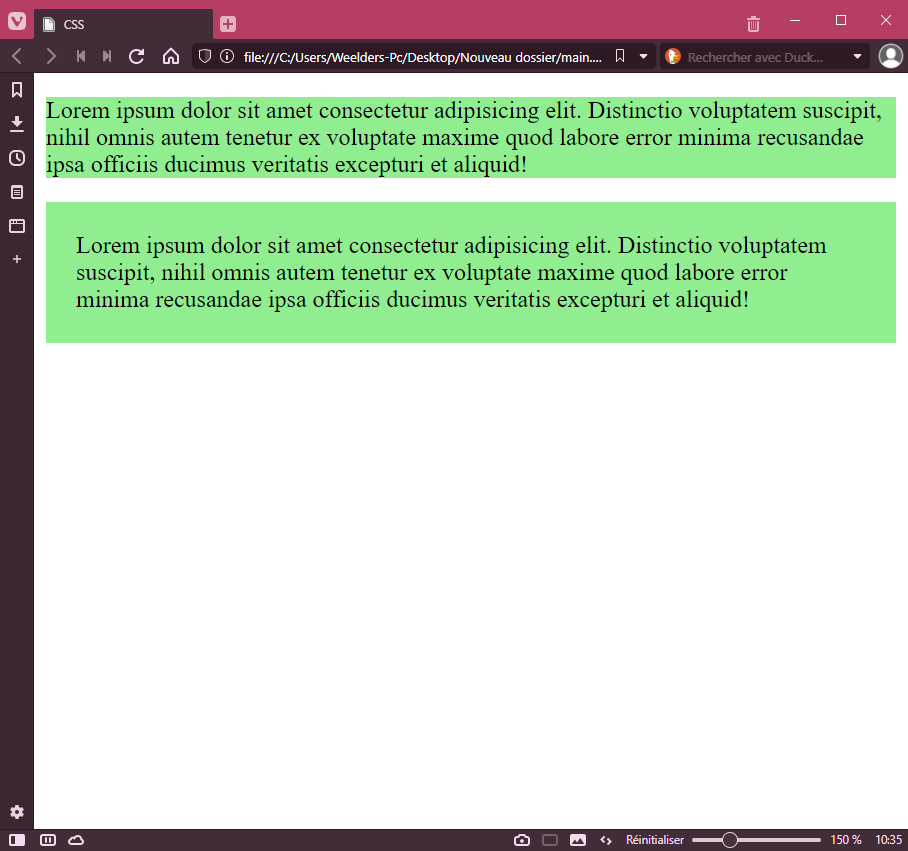 CSS
file:///C:/Users/Weelders-Pc/Desktop/Nouveau dossier/main....
Rechercher avec Duck...
Lorem ipsum dolor sit amet consectetur adipisicing elit. Distinctio voluptatem suscipit,
nihil omnis autem tenetur ex voluptate maxime quod labore error minima recusandae
ipsa officiis ducimus veritatis excepturi et aliquid!
Lorem ipsum dolor sit amet consectetur adipisicing elit. Distinctio voluptatem
suscipit, nihil omnis autem tenetur ex voluptate maxime quod labore error
minima recusandae ipsa officiis ducimus veritatis excepturi et aliquid!
Réinitialiser
150 %
10:35